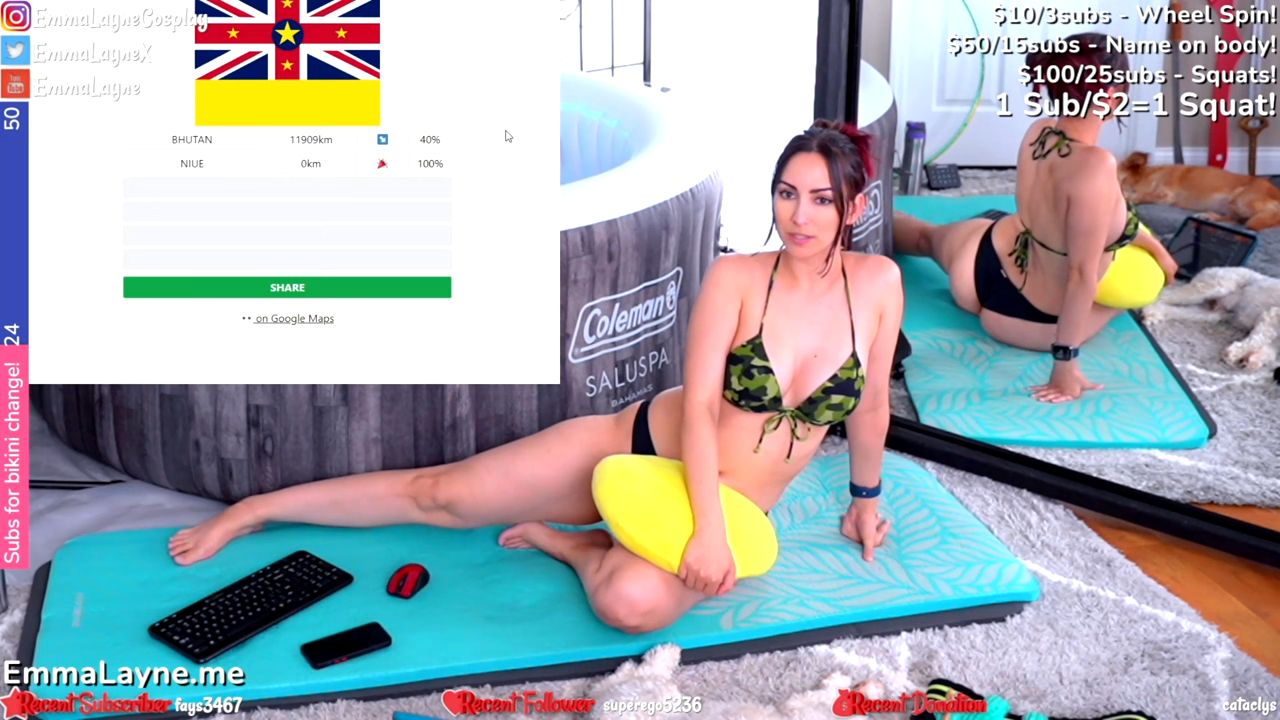 EmmaLayneCosplay
EmmaLayneX
EmmaLayne
50
24
Subs for bikini change!
BHUTAN 11909km 40%
NIUE 0km 100%
SHARE
on Google Maps
$10/3subs - Wheel Spin!
$50/15subs - Name on body!
$100/25subs - Squats!
1 Sub/$2=1 Squat!
Coleman
SALUSPA
BAHAMAS
EmmaLayne.me
Recent Subscriber fays3467
Recent Follower superego5236
Recent Donation cataclys